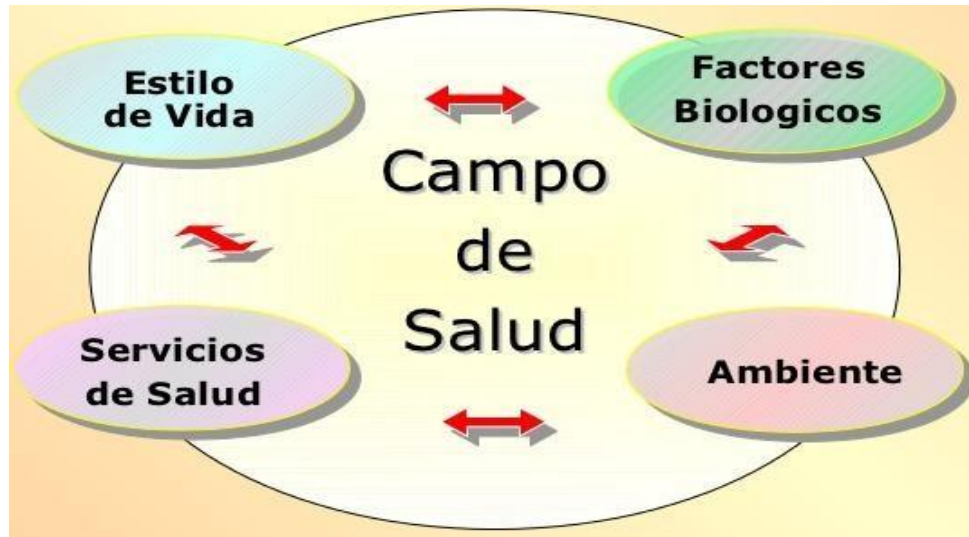 Estilo
de Vida
Factores
Biologicos
Campo
de
Salud
Servicios
de Salud
Ambiente